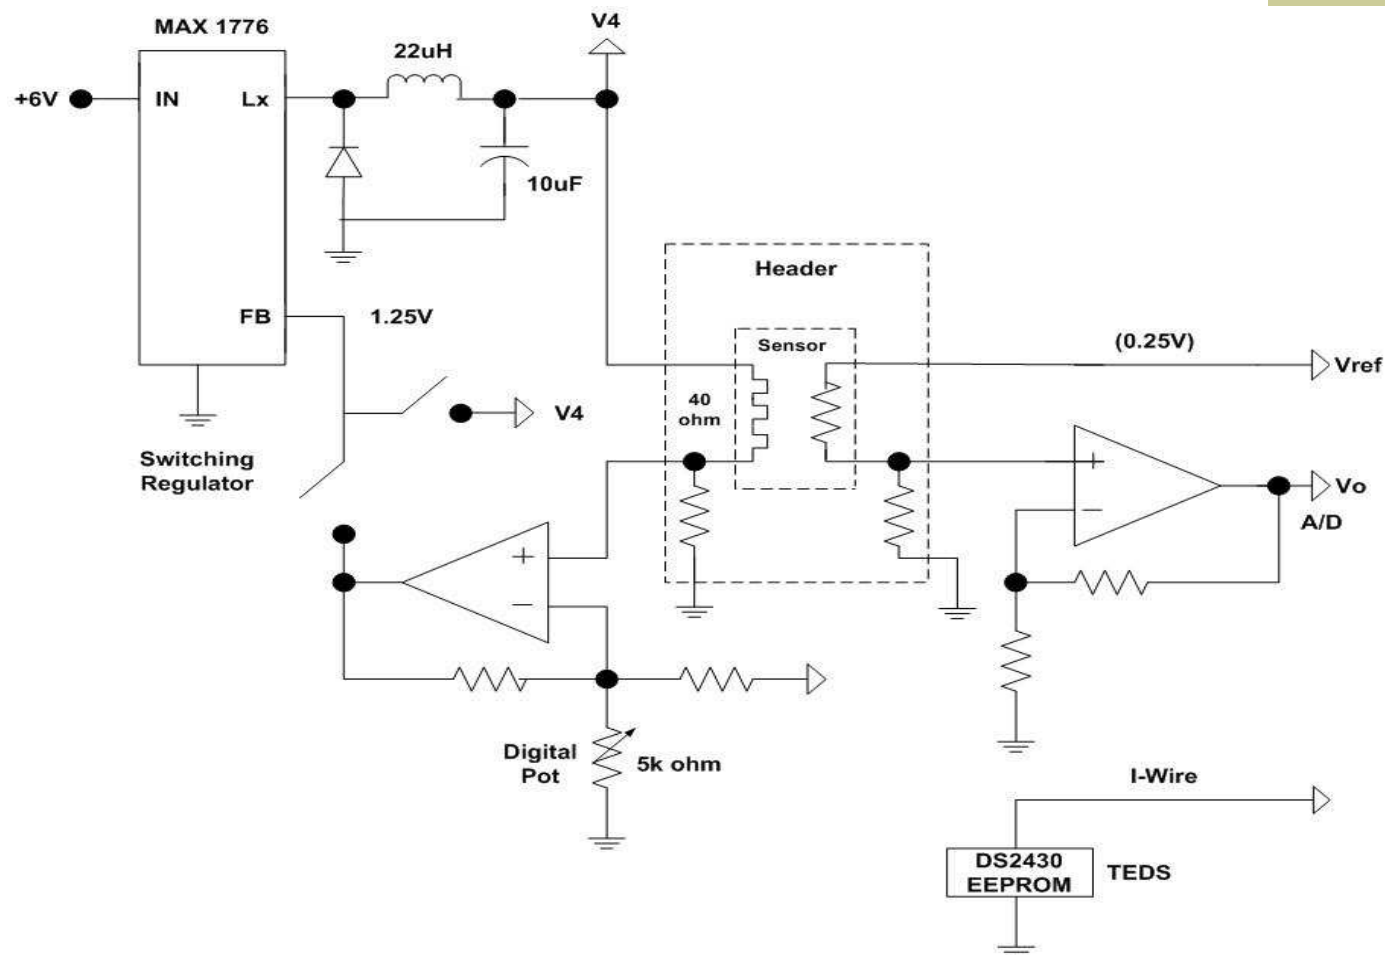 MAX 1776
V4
22uH
+6V
IN
Lx
10uF
Header
FB
1.25V
Sensor
(0.25V)
Vref
40
ohm
V4
Switching
Regulator
+
−
Vo
A/D
+
−
Digital
Pot
5k ohm
I-Wire
DS2430
EEPROM
TEDS